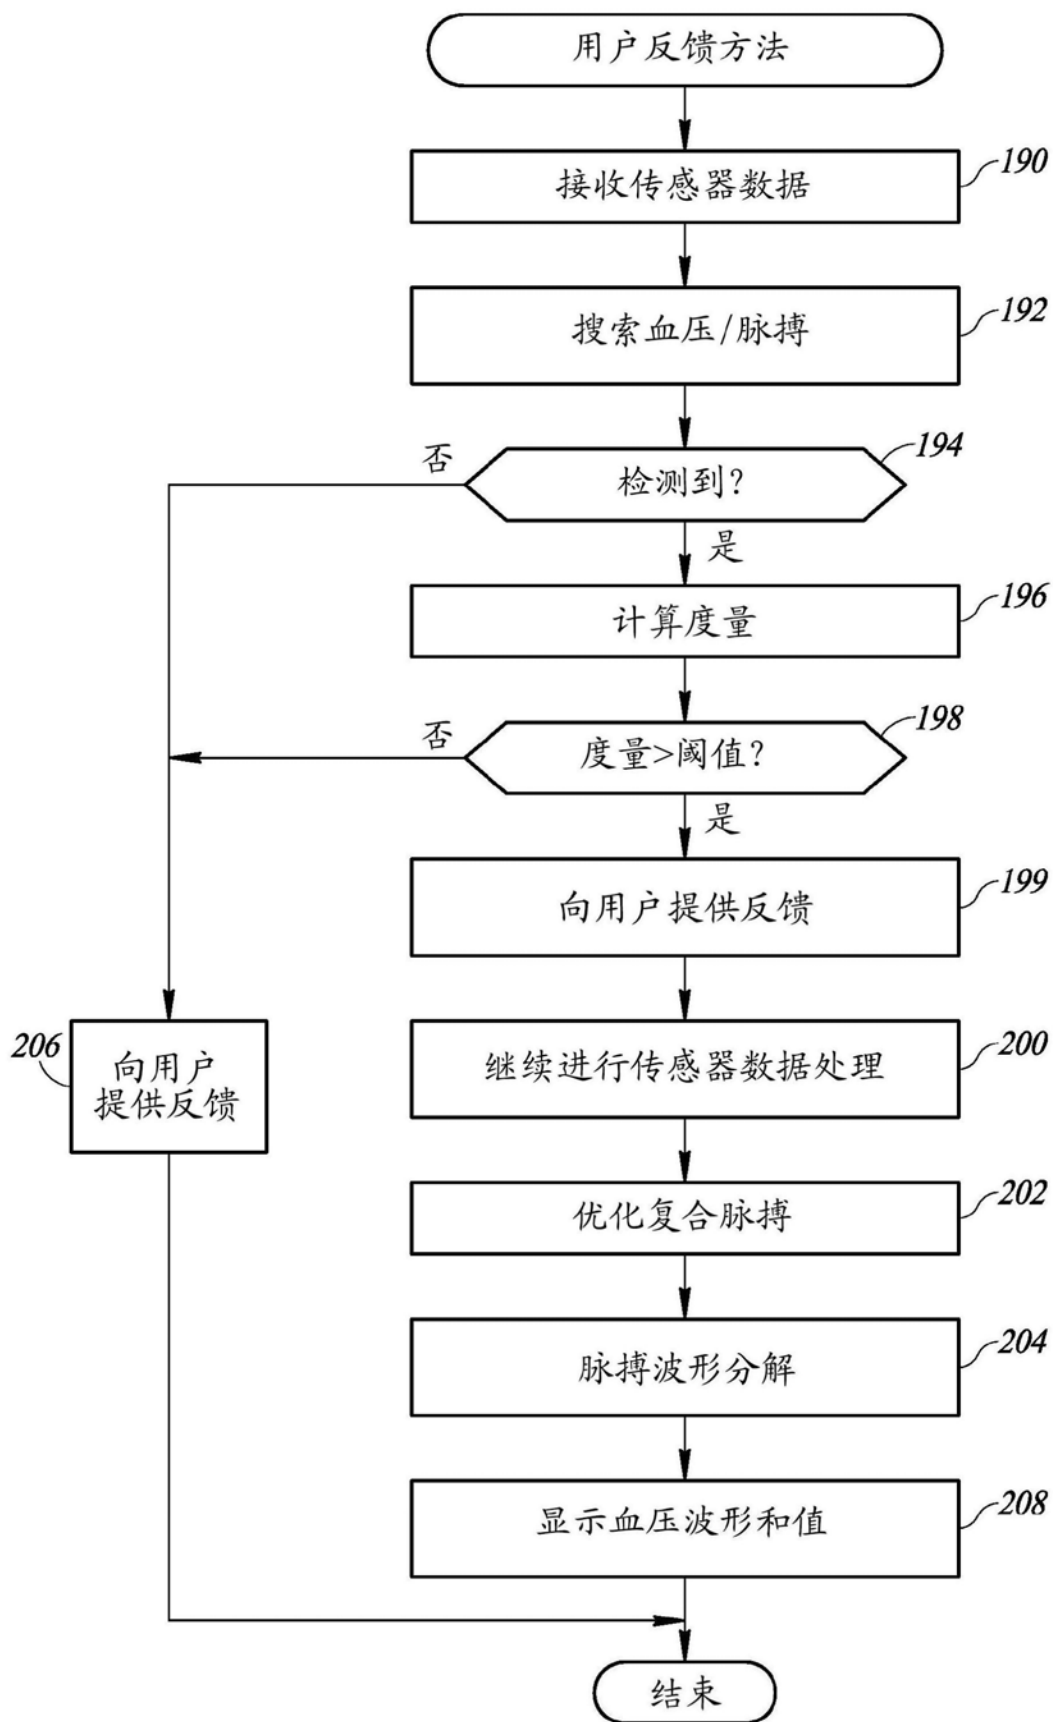 用户反馈方法
接收传感器数据
190
搜索血压/脉搏
192
否
检测到?
194
是
计算度量
196
否
度量>阈值?
198
是
向用户提供反馈
199
206
向用户
提供反馈
继续进行传感器数据处理
200
优化复合脉搏
202
脉搏波形分解
204
显示血压波形和值
208
结束